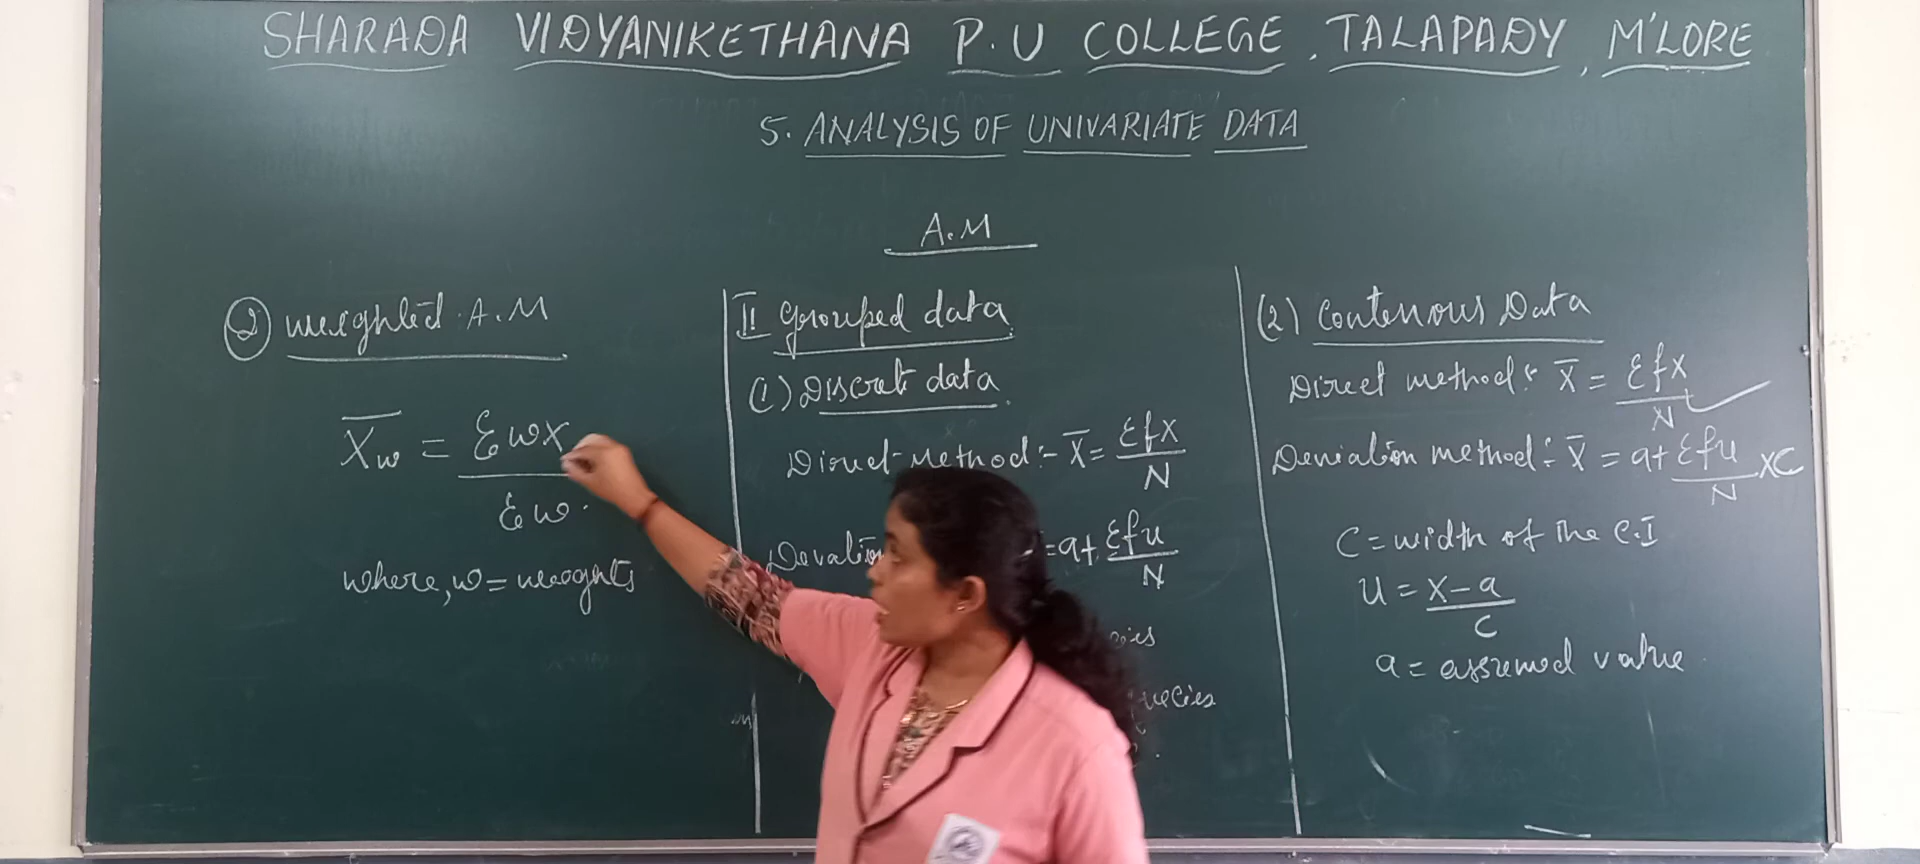 SHARADA VIDYANIKETHANA P.U COLLEGE, TALAPADY, M'LORE
5. ANALYSIS OF UNIVARIATE DATA
A.M
② weighted A.M
X̄w = Σwx
Σw.
where, w = weights
II grouped data
(1) Discrete data
Direct-Method:- X̄ = Σfx
N
= a + Σfu
N
(2) Continuous Data
Direct method: X̄ = Σfx
N
Deviation method: X̄ = a + Σfu × C
N
C = width of the C.I
U = x - a
C
a = assumed value